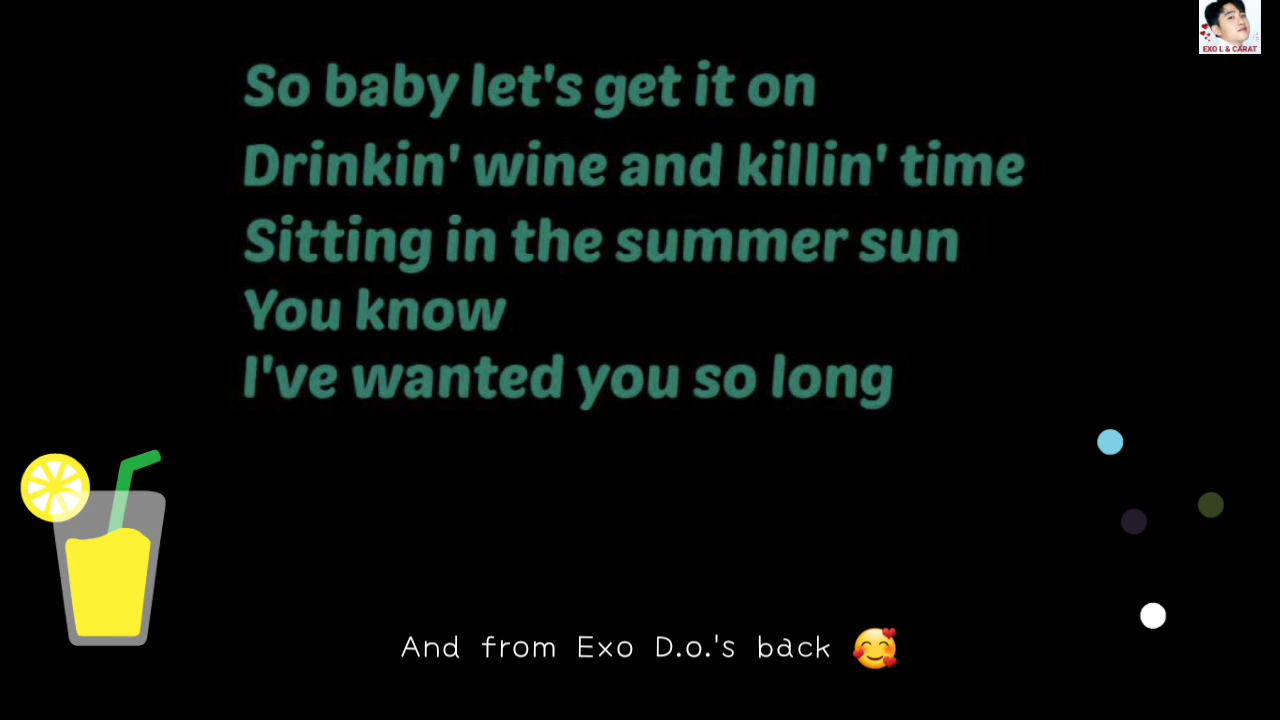 EXO L & CARAT
So baby let's get it on
Drinkin' wine and killin' time
Sitting in the summer sun
You know
I've wanted you so long
And from Exo D.o.'s back 🥰